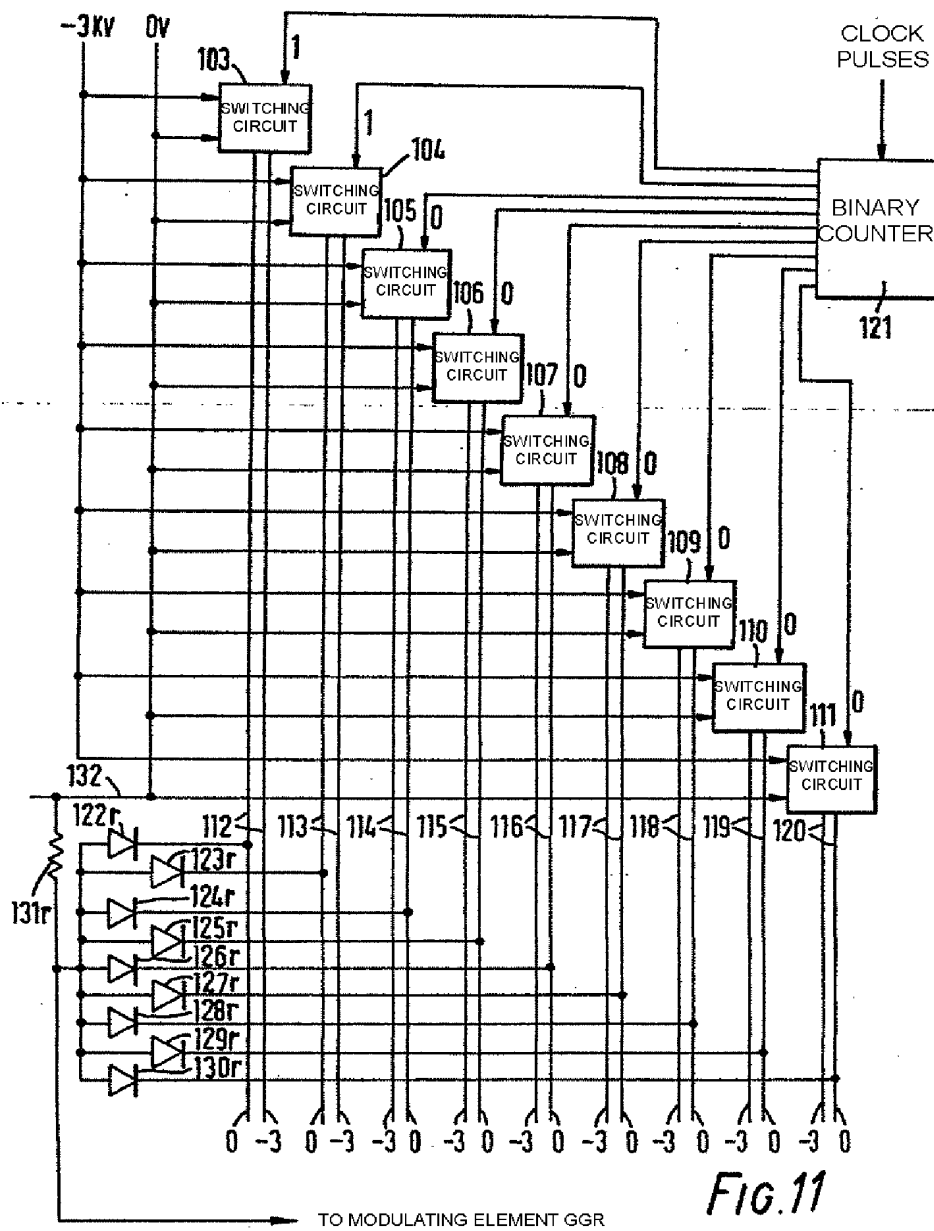 -3KV
0V
CLOCK
PULSES
103
1
SWITCHING
CIRCUIT
1
104
SWITCHING
CIRCUIT
BINARY
COUNTER
121
105
0
SWITCHING
CIRCUIT
106
0
SWITCHING
CIRCUIT
107
0
SWITCHING
CIRCUIT
108
0
SWITCHING
CIRCUIT
109
0
SWITCHING
CIRCUIT
110
0
SWITCHING
CIRCUIT
111
0
SWITCHING
CIRCUIT
132
122r
112 113 114 115 116 117 118 119 120
123r
131r
124r
125r
126r
127r
128r
129r
130r
0 -3 0 -3 -3 0 -3 0 -3 0 -3 0 -3 0 -3 0 -3 0
FIG.11
TO MODULATING ELEMENT GGR